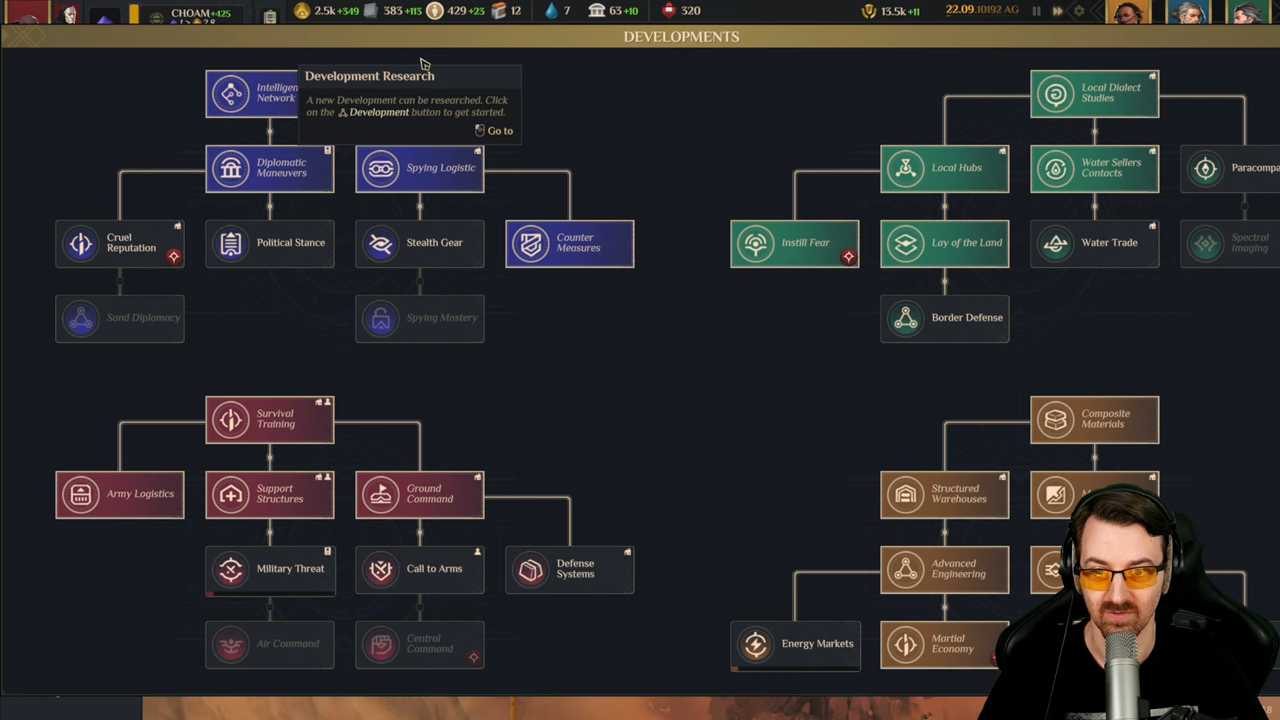 CHOAM +425
2.5k +349
383 +113
429 +23
12
7
63 +10
320
13.5k +11
22.09.10192 AG
DEVELOPMENTS
Intelligen
Network
Development Research
A new Development can be researched. Click
on the Development button to get started.
Go to
Diplomatic
Maneuvers
Spying Logistic
Cruel
Reputation
Political Stance
Stealth Gear
Counter
Measures
Sand Diplomacy
Spying Mastery
Local Dialect
Studies
Local Hubs
Water Sellers
Contacts
Paracompa
Instill Fear
Lay of the Land
Water Trade
Spectral
Imaging
Border Defense
Survival
Training
Army Logistics
Support
Structures
Ground
Command
Military Threat
Call to Arms
Defense
Systems
Air Command
Central
Command
Composite
Materials
Structured
Warehouses
Advanced
Engineering
Energy Markets
Martial
Economy